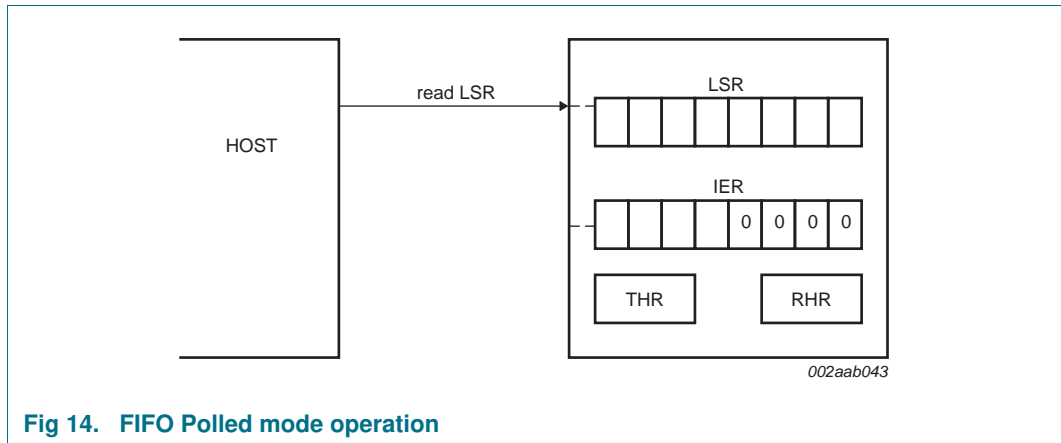 read LSR
LSR
HOST
IER
0 0 0 0
THR RHR
002aab043
Fig 14. FIFO Polled mode operation